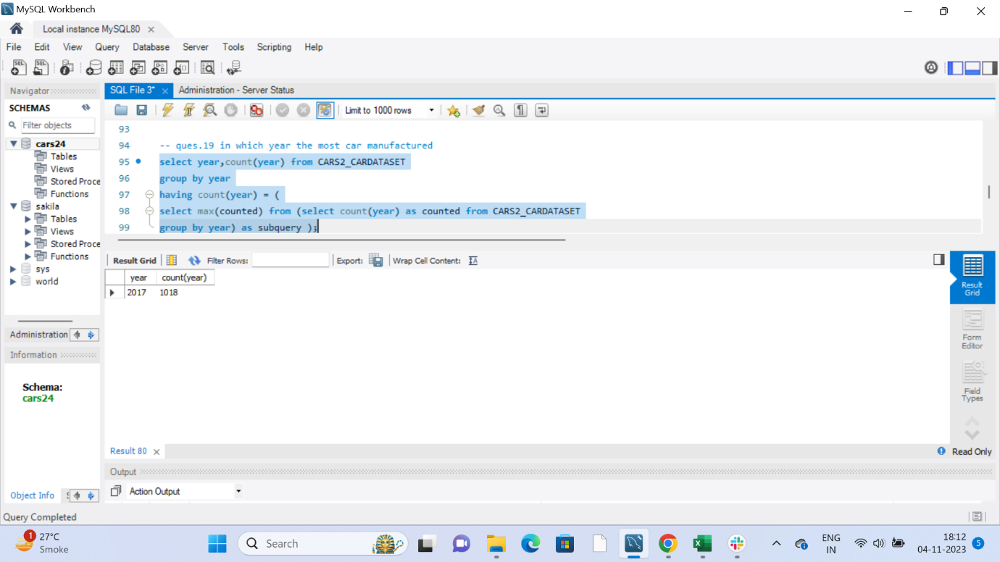 MySQL Workbench
Local instance MySQL80
File Edit View Query Database Server Tools Scripting Help
Navigator
SCHEMAS
Filter objects
cars24
Tables
Views
Stored Proce
Functions
sakila
Tables
Views
Stored Proce
Functions
sys
world
Administration
Information
Schema:
cars24
Object Info
SQL File 3* Administration - Server Status
Limit to 1000 rows
93
94 -- ques.19 in which year the most car manufactured
95 select year,count(year) from CARS2_CARDATASET
96 group by year
97 having count(year) = (
98 select max(counted) from (select count(year) as counted from CARS2_CARDATASET
99 group by year) as subquery );
Result Grid Filter Rows: Export: Wrap Cell Content:
year count(year)
2017 1018
Result Grid
Form Editor
Field Types
Result 80
Read Only
Output
Action Output
Query Completed
1
27°C
Smoke
Search
ENG
IN
18:12
04-11-2023
5